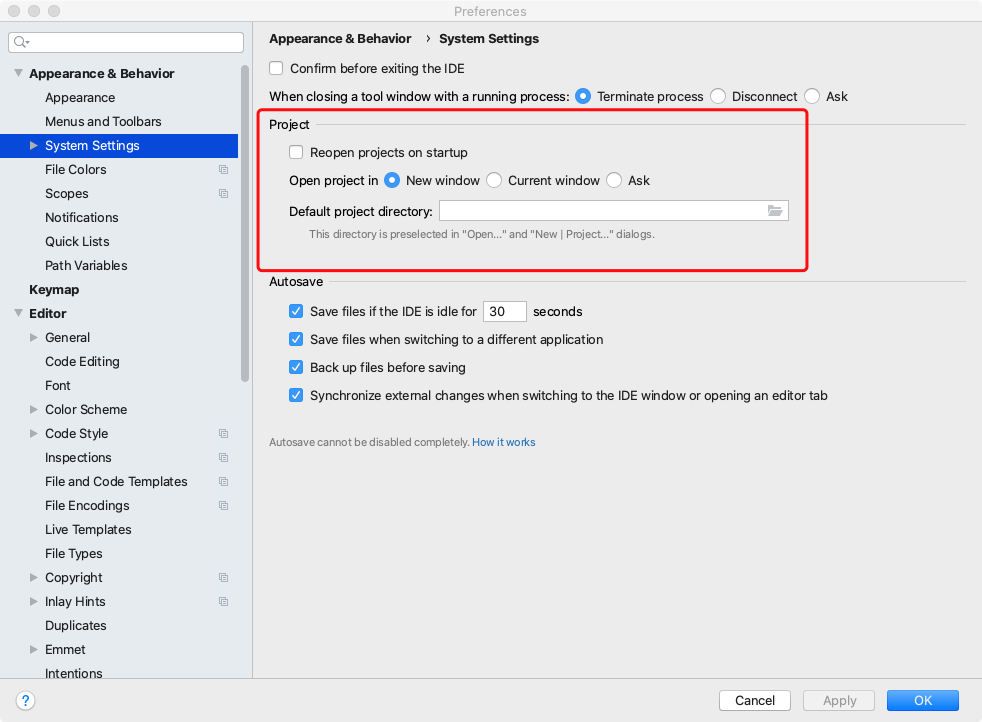 Preferences
Appearance & Behavior
Appearance
Menus and Toolbars
System Settings
File Colors
Scopes
Notifications
Quick Lists
Path Variables
Keymap
Editor
General
Code Editing
Font
Color Scheme
Code Style
Inspections
File and Code Templates
File Encodings
Live Templates
File Types
Copyright
Inlay Hints
Duplicates
Emmet
Intentions
Appearance & Behavior › System Settings
Confirm before exiting the IDE
When closing a tool window with a running process: Terminate process Disconnect Ask
Project
Reopen projects on startup
Open project in New window Current window Ask
Default project directory:
This directory is preselected in "Open..." and "New | Project..." dialogs.
Autosave
Save files if the IDE is idle for 30 seconds
Save files when switching to a different application
Back up files before saving
Synchronize external changes when switching to the IDE window or opening an editor tab
Autosave cannot be disabled completely. How it works
? Cancel Apply OK